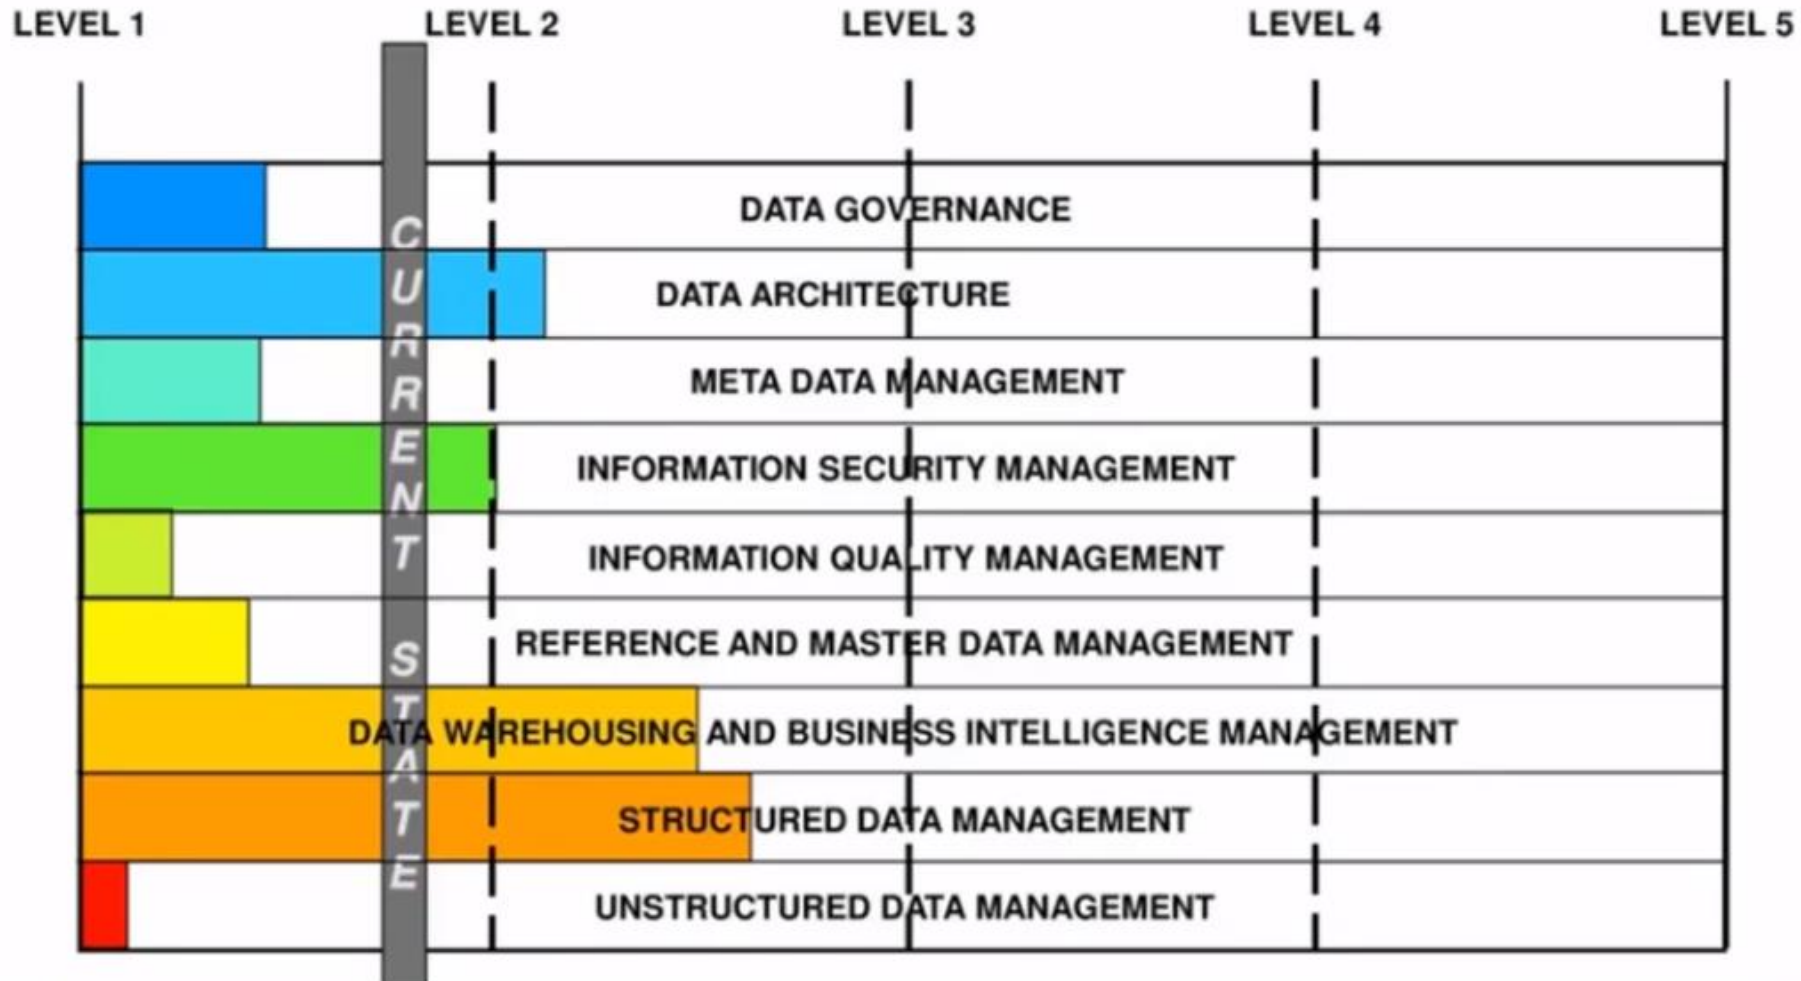 LEVEL 1 LEVEL 2 LEVEL 3 LEVEL 4 LEVEL 5
CURRENT STATE
DATA GOVERNANCE
DATA ARCHITECTURE
META DATA MANAGEMENT
INFORMATION SECURITY MANAGEMENT
INFORMATION QUALITY MANAGEMENT
REFERENCE AND MASTER DATA MANAGEMENT
DATA WAREHOUSING AND BUSINESS INTELLIGENCE MANAGEMENT
STRUCTURED DATA MANAGEMENT
UNSTRUCTURED DATA MANAGEMENT